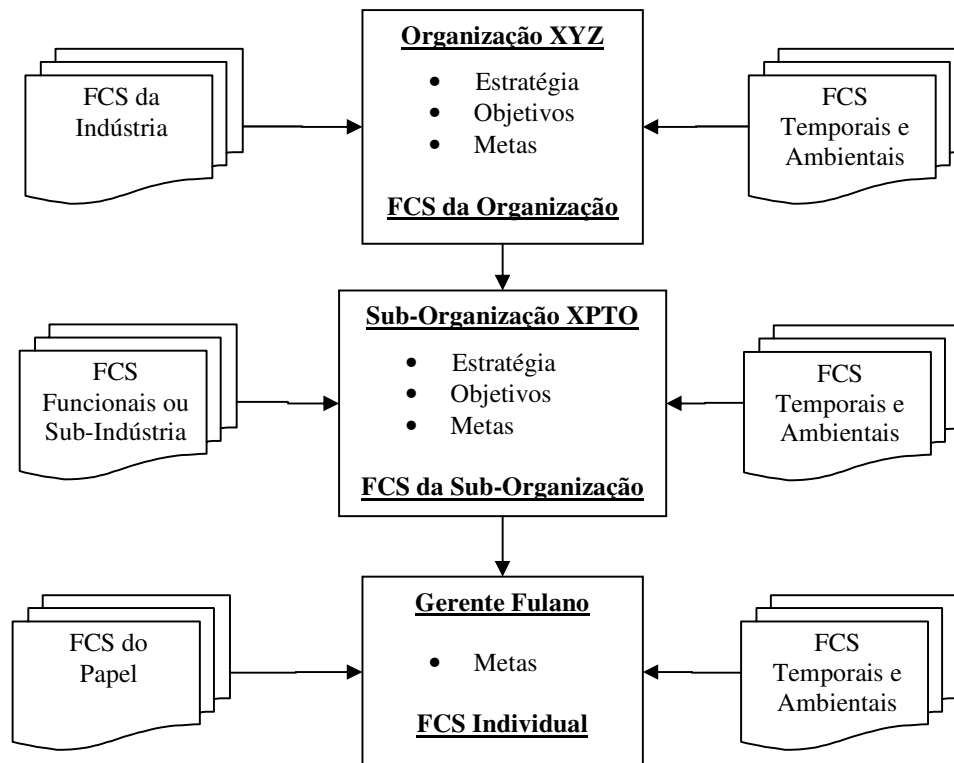 Organização XYZ
• Estratégia
• Objetivos
• Metas
FCS da Organização
FCS da
Indústria
FCS
Temporais e
Ambientais
Sub-Organização XPTO
• Estratégia
• Objetivos
• Metas
FCS da Sub-Organização
FCS
Funcionais ou
Sub-Indústria
FCS
Temporais e
Ambientais
Gerente Fulano
• Metas
FCS Individual
FCS do
Papel
FCS
Temporais e
Ambientais